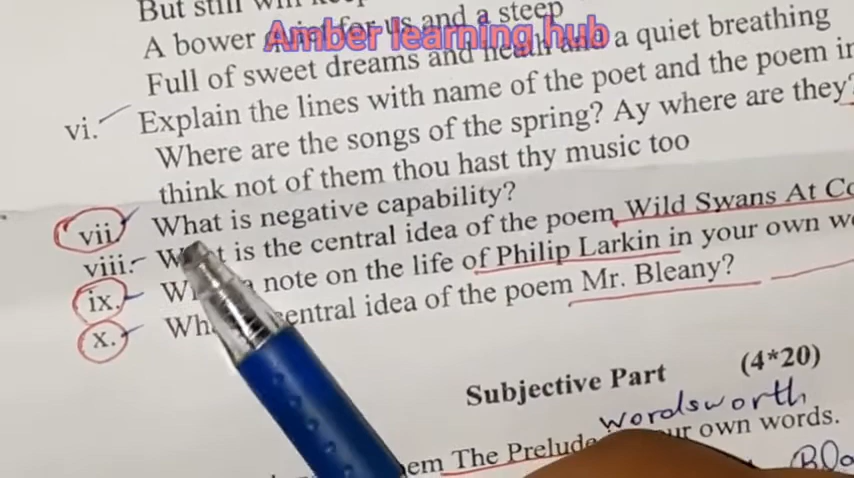 But still will keep
A bower quiet for us and a steep
Amber learning hub
Full of sweet dreams and heath and a quiet breathing
vi. Explain the lines with name of the poet and the poem in
Where are the songs of the spring? Ay where are they?
think not of them thou hast thy music too
vii. What is negative capability?
viii. What is the central idea of the poem Wild Swans At Co
ix. note on the life of Philip Larkin in your own
x. central idea of the poem Mr. Bleany?
Subjective Part (4*20)
wordsworth
The Prelude your own words.